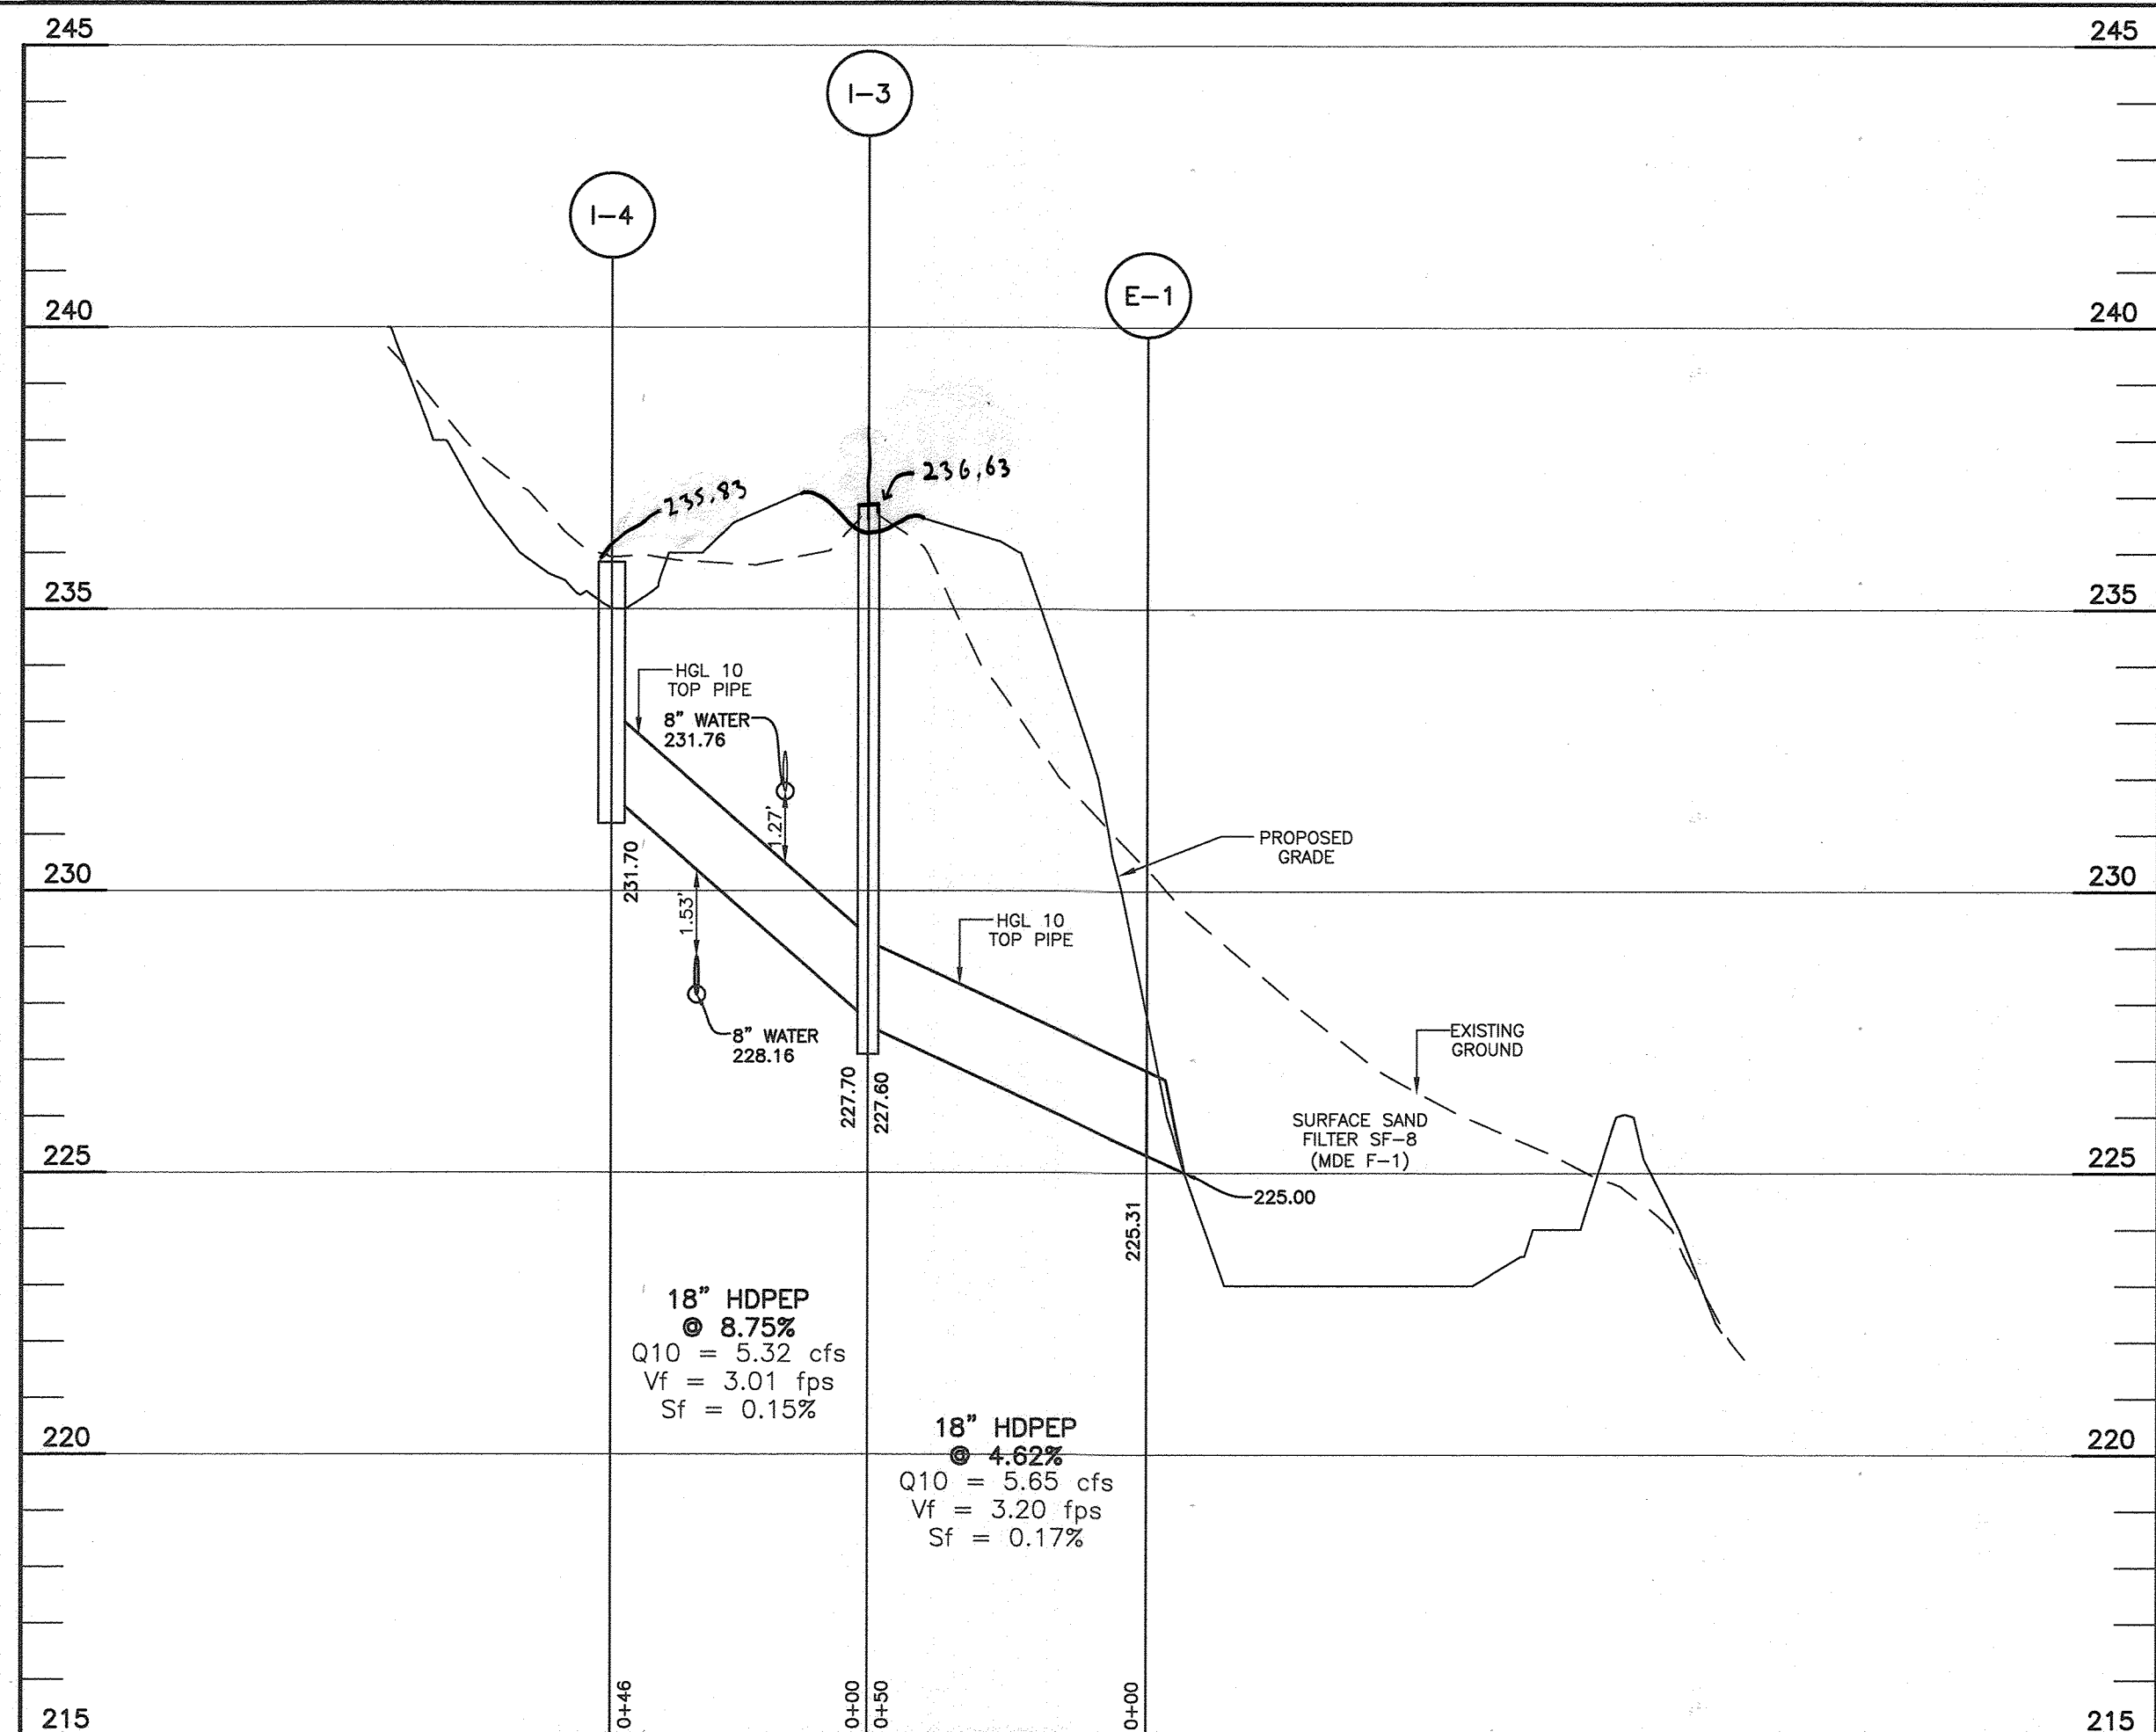 245 245
I-3
I-4
240 240
E-1
235.83
236.63
235 235
HGL 10
TOP PIPE
8" WATER
231.76
1.27'
PROPOSED
GRADE
231.70
230 230
1.53'
HGL 10
TOP PIPE
8" WATER
228.16
EXISTING
GROUND
227.70
227.60
SURFACE SAND
FILTER SF-8
(MDE F-1)
225 225
225.00
225.31
18" HDPEP
@ 8.75%
Q10 = 5.32 cfs
Vf = 3.01 fps
Sf = 0.15%
18" HDPEP
220 220
@ 4.62%
Q10 = 5.65 cfs
Vf = 3.20 fps
Sf = 0.17%
0+46
0+00
0+50
0+00
215 215